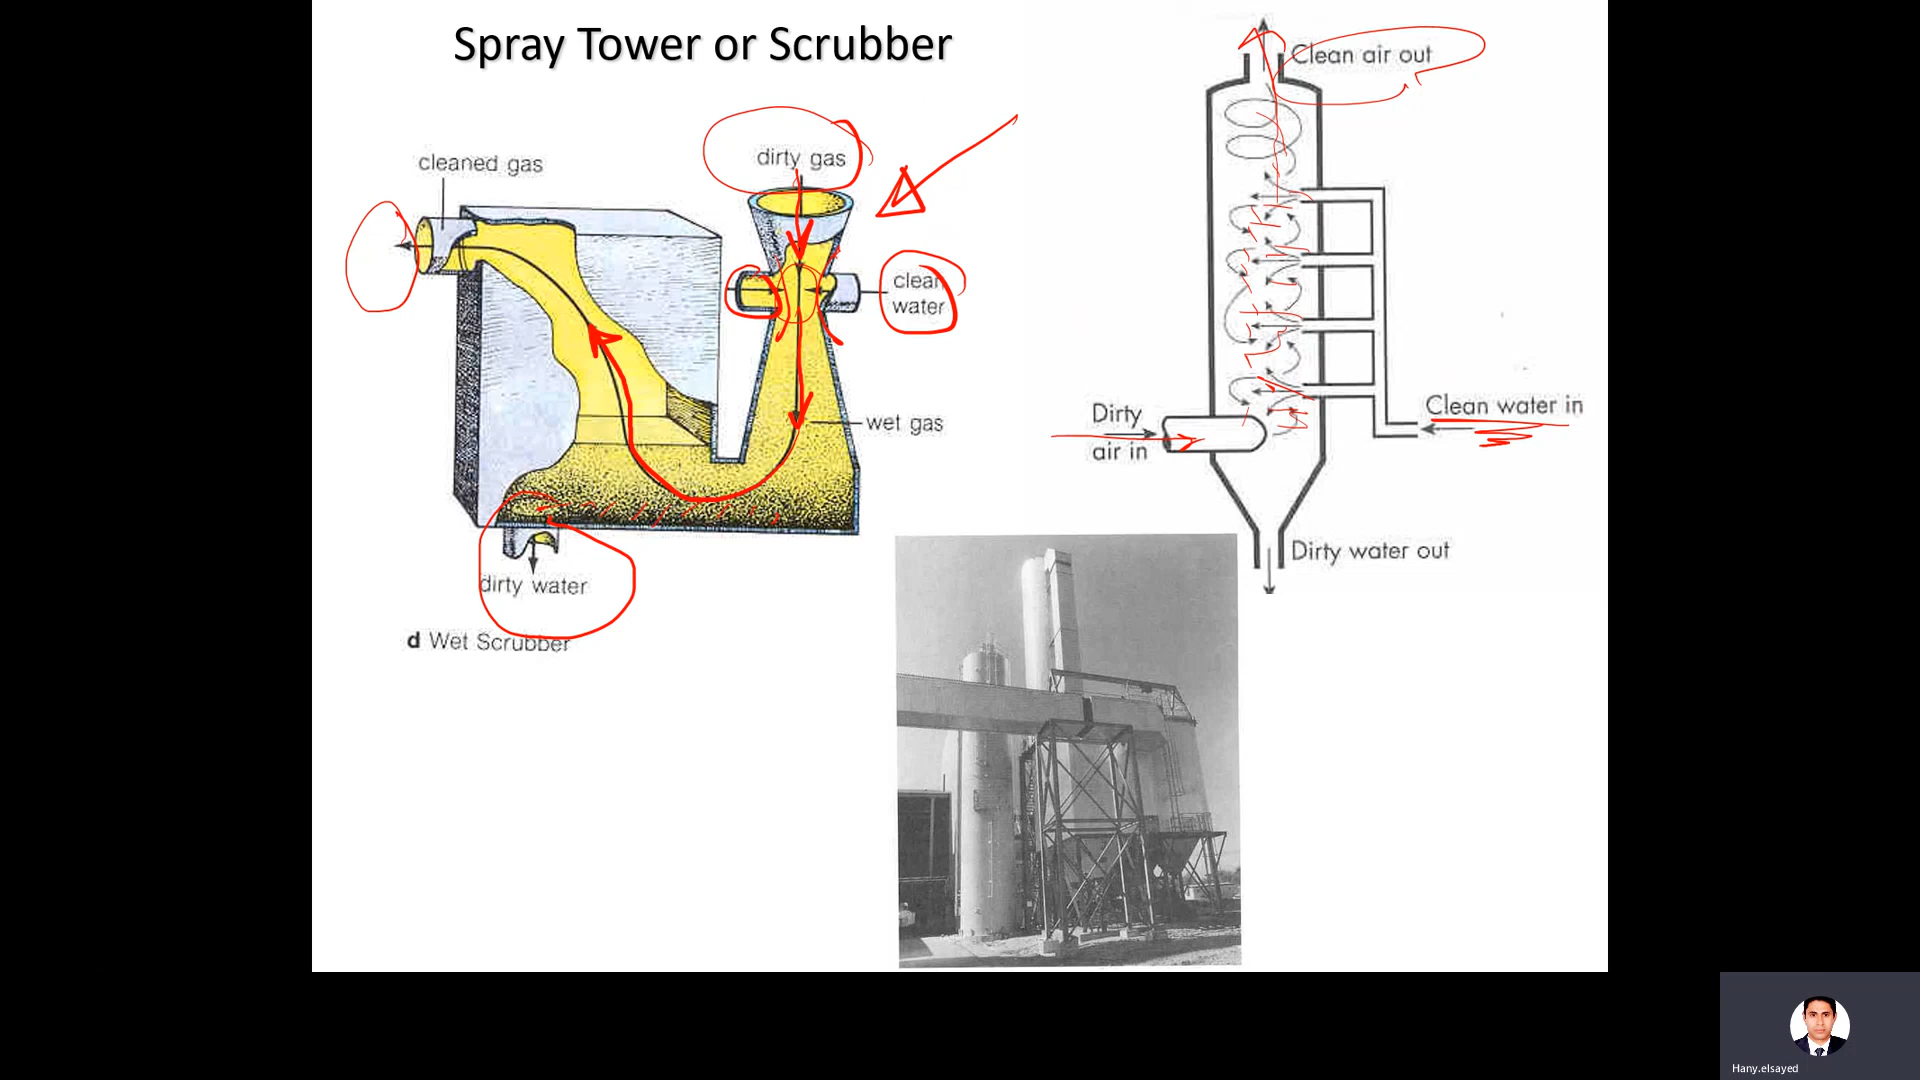 Spray Tower or Scrubber
cleaned gas
dirty gas
clean
water
wet gas
dirty water
d Wet Scrubber
Clean air out
Dirty
air in
Clean water in
Dirty water out
Hany.elsayed